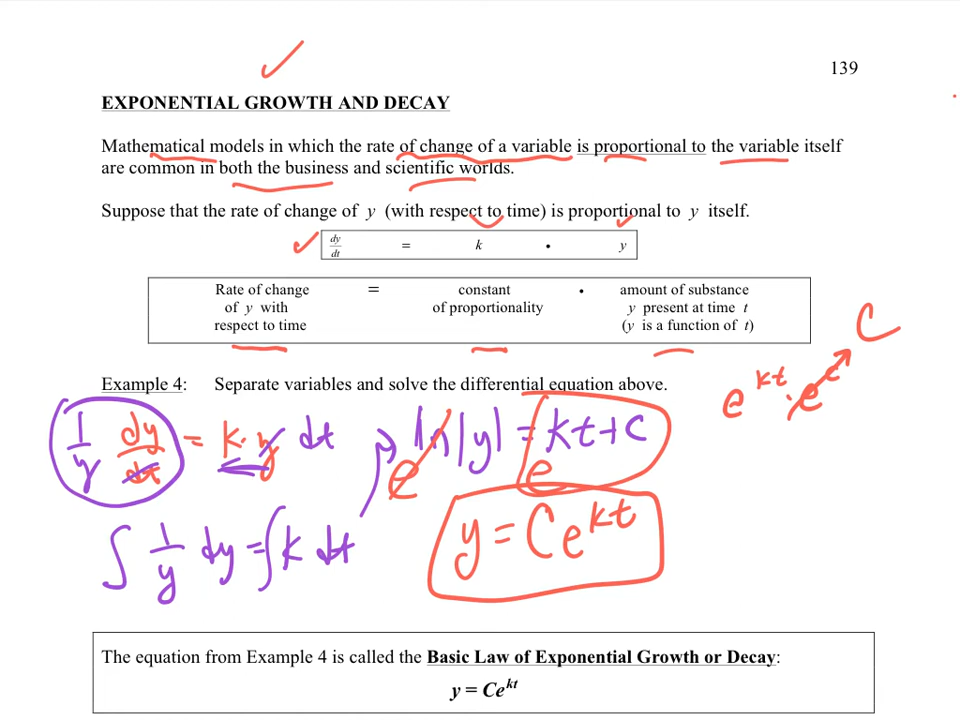 139
EXPONENTIAL GROWTH AND DECAY
Mathematical models in which the rate of change of a variable is proportional to the variable itself
are common in both the business and scientific worlds.
Suppose that the rate of change of y (with respect to time) is proportional to y itself.
dy/dt = k • y
Rate of change = constant • amount of substance
of y with of proportionality y present at time t
respect to time (y is a function of t)
C
Example 4: Separate variables and solve the differential equation above.
e^kt · e^c
1/y dy/dt = k · y dt ln|y| = kt + c
e e
∫ 1/y dy = ∫ k dt y = Ce^kt
The equation from Example 4 is called the Basic Law of Exponential Growth or Decay:
y = Ce^kt